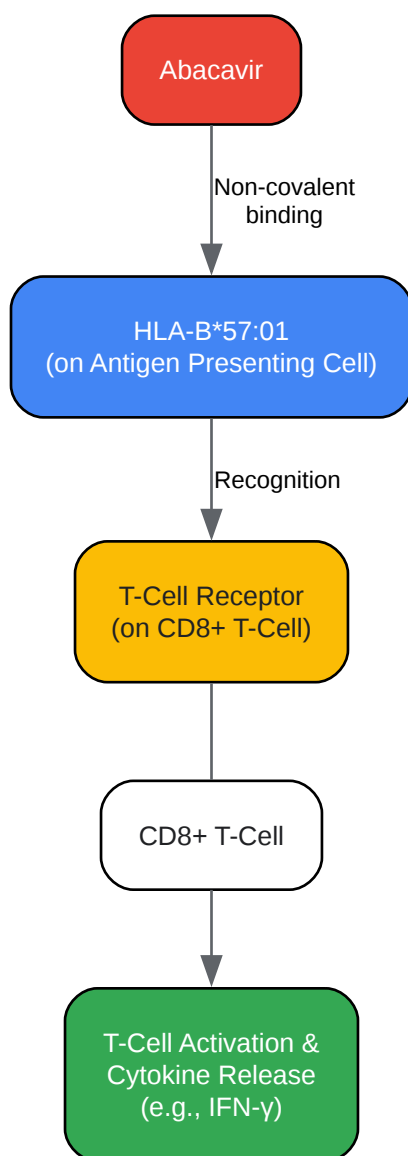 Abacavir
Non-covalent
binding
HLA-B*57:01
(on Antigen Presenting Cell)
Recognition
T-Cell Receptor
(on CD8+ T-Cell)
CD8+ T-Cell
T-Cell Activation &
Cytokine Release
(e.g., IFN-γ)